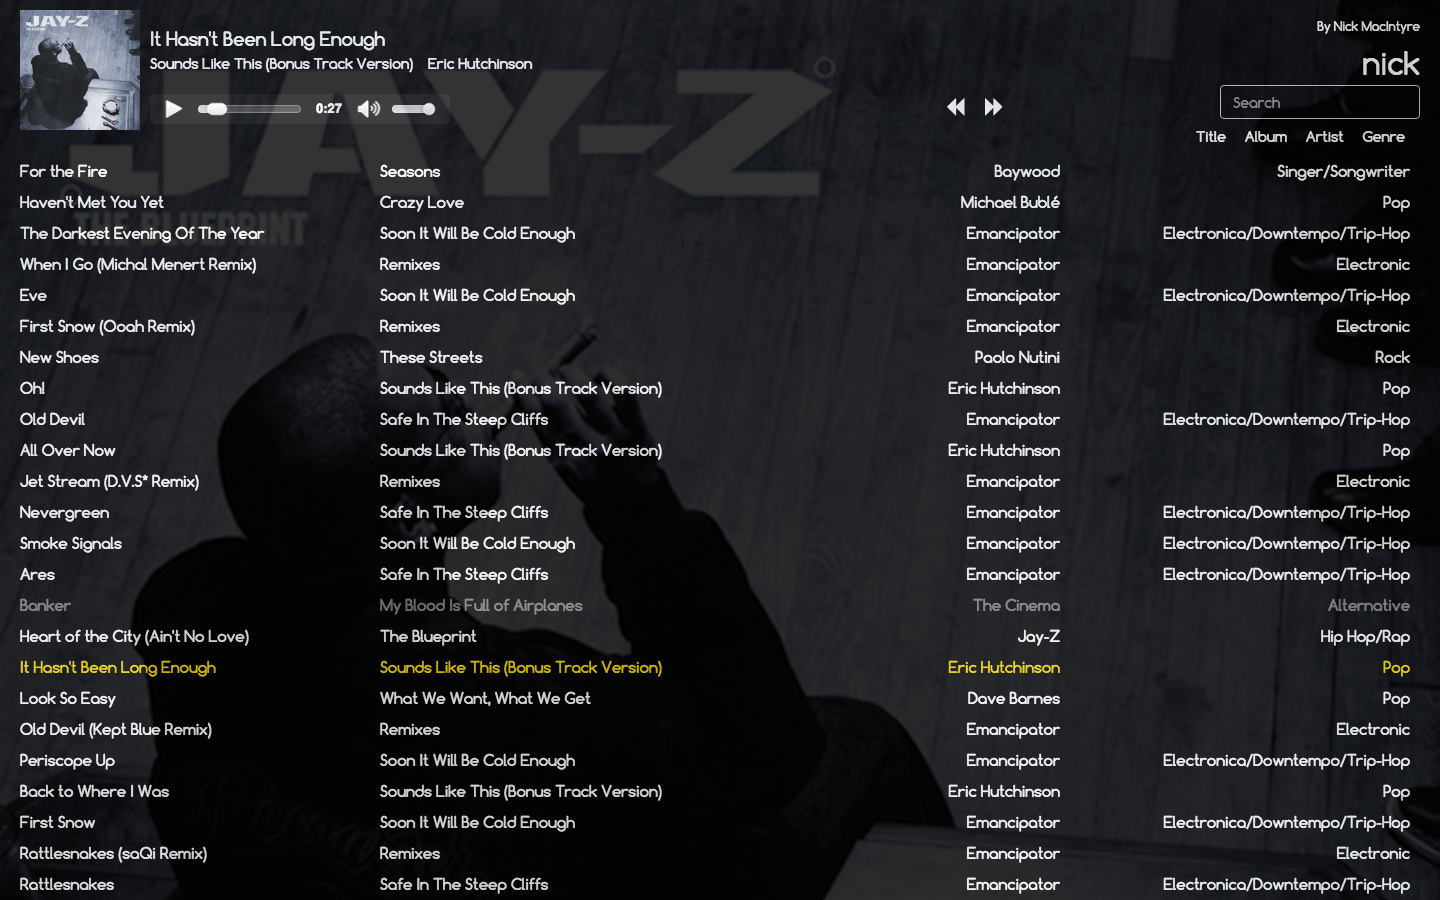 JAY-Z
By Nick MacIntyre
It Hasn't Been Long Enough
Sounds Like This (Bonus Track Version) Eric Hutchinson
nick
0:27
Search
Title Album Artist Genre
JAY-Z
THE BLUEPRINT
For the Fire Seasons Baywood Singer/Songwriter
Haven't Met You Yet Crazy Love Michael Bublé Pop
The Darkest Evening Of The Year Soon It Will Be Cold Enough Emancipator Electronica/Downtempo/Trip-Hop
When I Go (Michal Menert Remix) Remixes Emancipator Electronic
Eve Soon It Will Be Cold Enough Emancipator Electronica/Downtempo/Trip-Hop
First Snow (Ooah Remix) Remixes Emancipator Electronic
New Shoes These Streets Paolo Nutini Rock
Oh! Sounds Like This (Bonus Track Version) Eric Hutchinson Pop
Old Devil Safe In The Steep Cliffs Emancipator Electronica/Downtempo/Trip-Hop
All Over Now Sounds Like This (Bonus Track Version) Eric Hutchinson Pop
Jet Stream (D.V.S* Remix) Remixes Emancipator Electronic
Nevergreen Safe In The Steep Cliffs Emancipator Electronica/Downtempo/Trip-Hop
Smoke Signals Soon It Will Be Cold Enough Emancipator Electronica/Downtempo/Trip-Hop
Ares Safe In The Steep Cliffs Emancipator Electronica/Downtempo/Trip-Hop
Banker My Blood Is Full of Airplanes The Cinema Alternative
Heart of the City (Ain't No Love) The Blueprint Jay-Z Hip Hop/Rap
It Hasn't Been Long Enough Sounds Like This (Bonus Track Version) Eric Hutchinson Pop
Look So Easy What We Want, What We Get Dave Barnes Pop
Old Devil (Kept Blue Remix) Remixes Emancipator Electronic
Periscope Up Soon It Will Be Cold Enough Emancipator Electronica/Downtempo/Trip-Hop
Back to Where I Was Sounds Like This (Bonus Track Version) Eric Hutchinson Pop
First Snow Soon It Will Be Cold Enough Emancipator Electronica/Downtempo/Trip-Hop
Rattlesnakes (saQi Remix) Remixes Emancipator Electronic
Rattlesnakes Safe In The Steep Cliffs Emancipator Electronica/Downtempo/Trip-Hop